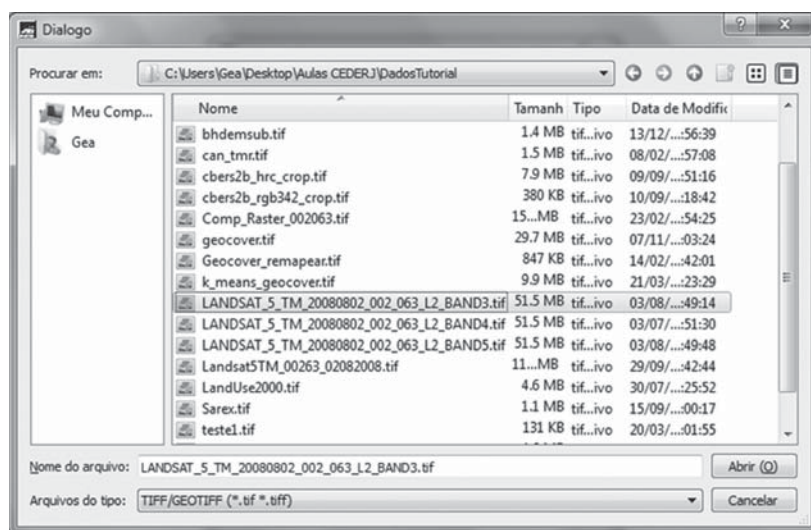 Dialogo
Procurar em: C:\Users\Gea\Desktop\Aulas CEDERJ\DadosTutorial
Meu Comp...
Gea
Nome Tamanh Tipo Data de Modific
bhdemsub.tif 1.4 MB tif...ivo 13/12/...:56:39
can_tmr.tif 1.5 MB tif...ivo 08/02/...:57:08
cbers2b_hrc_crop.tif 7.9 MB tif...ivo 09/09/...:51:16
cbers2b_rgb342_crop.tif 380 KB tif...ivo 10/09/...:18:42
Comp_Raster_002063.tif 15...MB tif...ivo 23/02/...:54:25
geocover.tif 29.7 MB tif...ivo 07/11/...:03:24
Geocover_remapear.tif 847 KB tif...ivo 14/02/...:42:01
k_means_geocover.tif 9.9 MB tif...ivo 21/03/...:23:29
LANDSAT_5_TM_20080802_002_063_L2_BAND3.tif 51.5 MB tif...ivo 03/08/...:49:14
LANDSAT_5_TM_20080802_002_063_L2_BAND4.tif 51.5 MB tif...ivo 03/07/...:51:30
LANDSAT_5_TM_20080802_002_063_L2_BAND5.tif 51.5 MB tif...ivo 03/08/...:49:48
Landsat5TM_00263_02082008.tif 11...MB tif...ivo 29/09/...:42:44
LandUse2000.tif 4.6 MB tif...ivo 30/07/...:25:52
Sarex.tif 1.1 MB tif...ivo 15/09/...:00:17
teste1.tif 131 KB tif...ivo 20/03/...:01:55
Nome do arquivo: LANDSAT_5_TM_20080802_002_063_L2_BAND3.tif Abrir (O)
Arquivos do tipo: TIFF/GEOTIFF (*.tif *.tiff) Cancelar